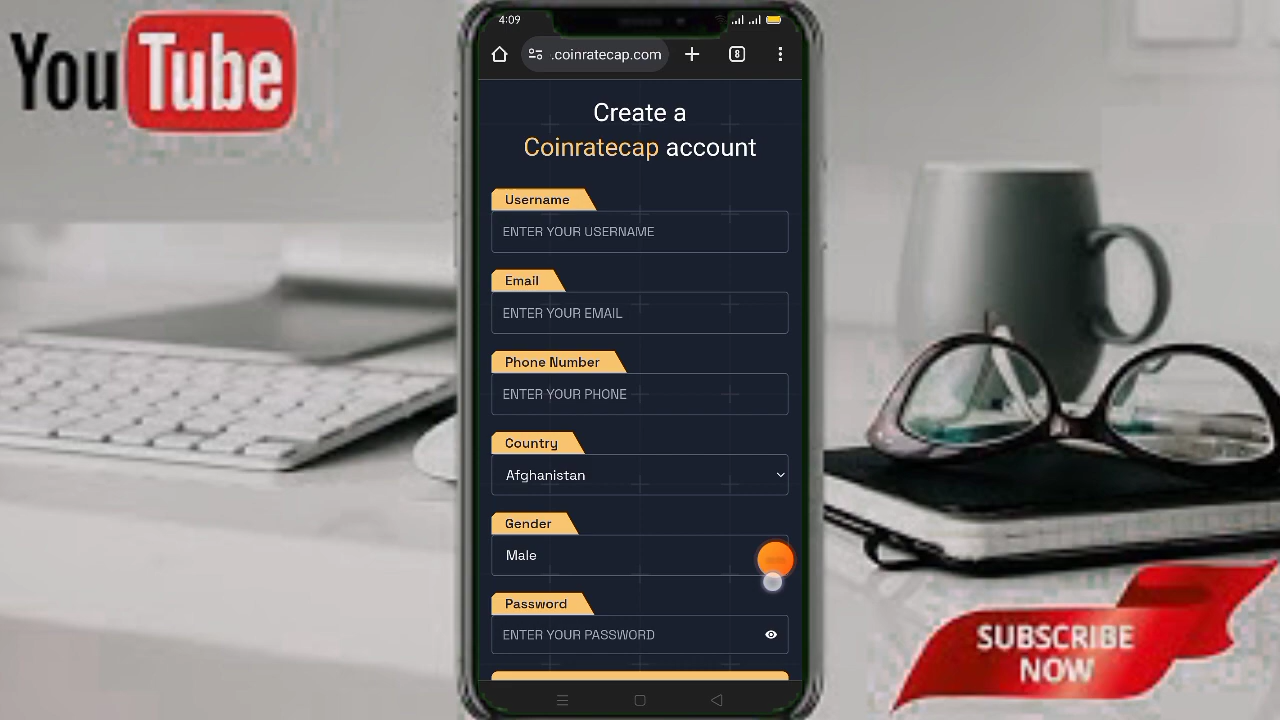 YouTube
4:09
.coinratecap.com
8
Create a
Coinratecap account
Username
ENTER YOUR USERNAME
Email
ENTER YOUR EMAIL
Phone Number
ENTER YOUR PHONE
Country
Afghanistan
Gender
Male
Password
ENTER YOUR PASSWORD
SUBSCRIBE
NOW